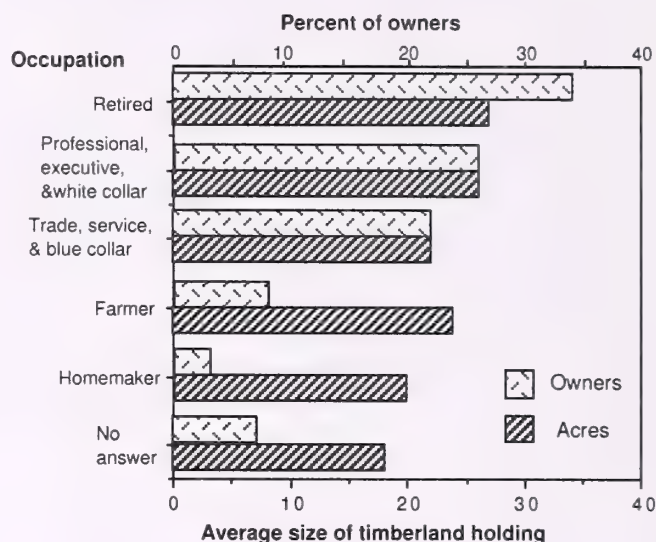 Percent of owners
0 10 20 30 40
Occupation
Retired
Professional,
executive,
&white collar
Trade, service,
& blue collar
Farmer
Homemaker
No
answer
Owners
Acres
0 10 20 30 40
Average size of timberland holding